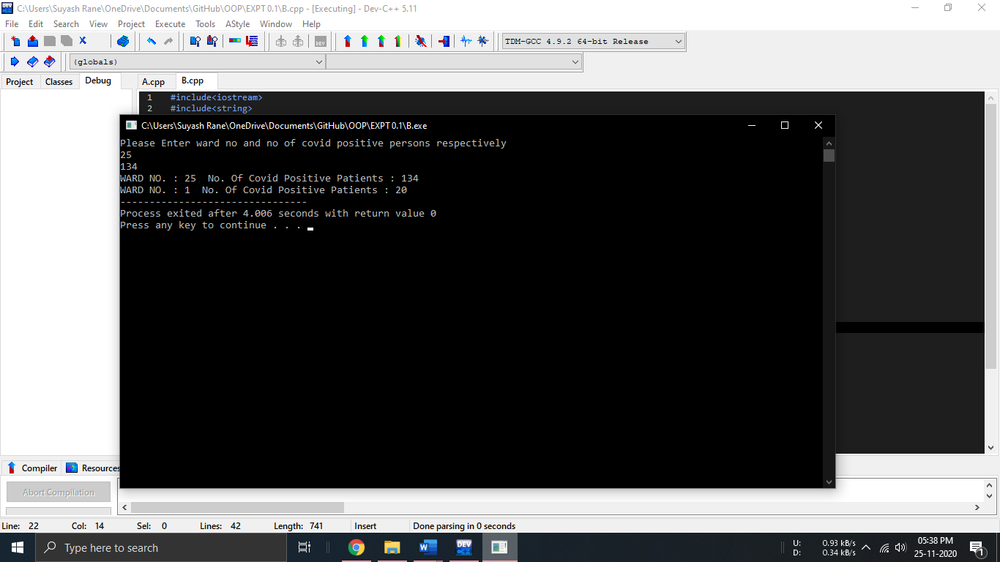 C:\Users\Suyash Rane\OneDrive\Documents\GitHub\OOP\EXPT 0.1\B.cpp - [Executing] - Dev-C++ 5.11
File Edit Search View Project Execute Tools AStyle Window Help
TDM-GCC 4.9.2 64-bit Release
(globals)
Project Classes Debug A.cpp B.cpp
1 #include<iostream>
2 #include<string>
C:\Users\Suyash Rane\OneDrive\Documents\GitHub\OOP\EXPT 0.1\B.exe
Please Enter ward no and no of covid positive persons respectively
25
134
WARD NO. : 25  No. Of Covid Positive Patients : 134
WARD NO. : 1  No. Of Covid Positive Patients : 20
--------------------------------
Process exited after 4.006 seconds with return value 0
Press any key to continue . . .
Compiler Resources
Abort Compilation
Line: 22 Col: 14 Sel: 0 Lines: 42 Length: 741 Insert Done parsing in 0 seconds
Type here to search
U: 0.93 kB/s
D: 0.34 kB/s
05:38 PM
25-11-2020
1